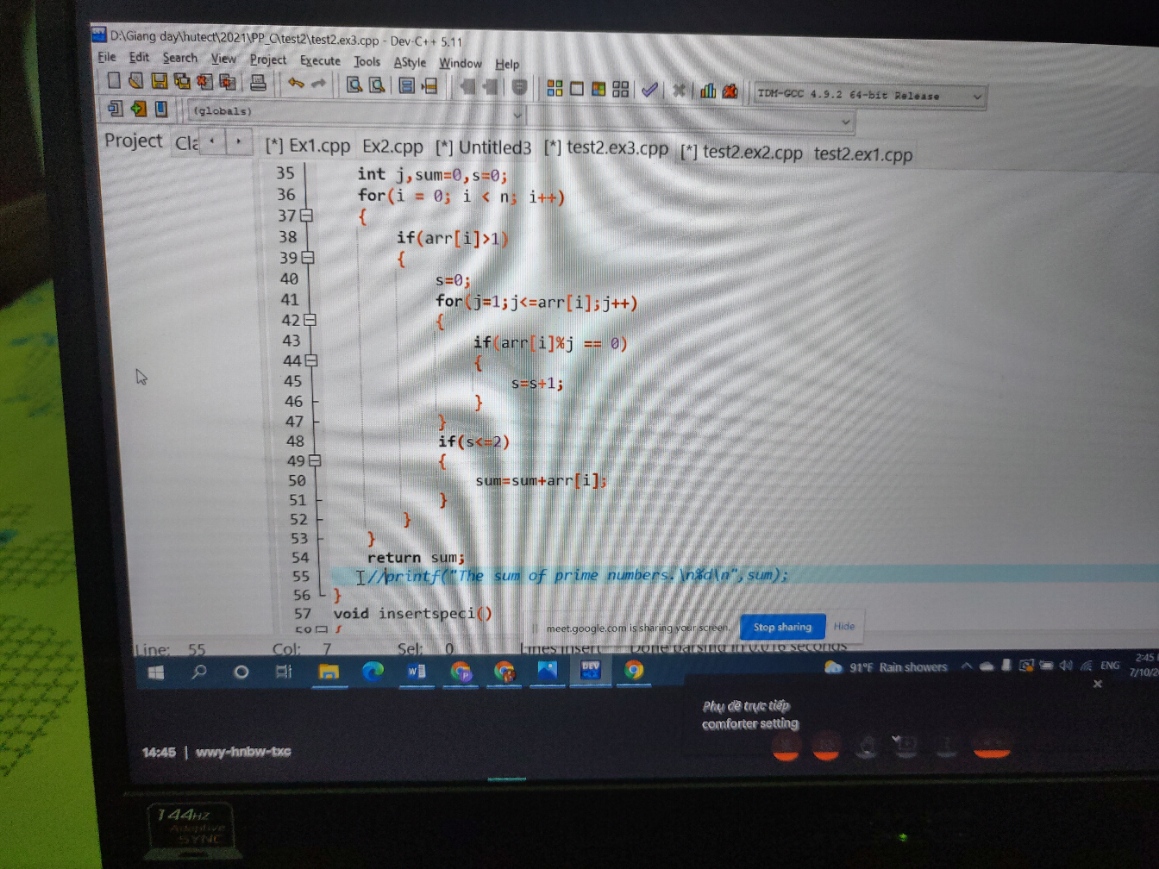 D:\Giang day\hutect\2021\PP_C\test2\test2.ex3.cpp - Dev-C++ 5.11
File Edit Search View Project Execute Tools AStyle Window Help
TDM-GCC 4.9.2 64-bit Release
(globals)
Project Cla [*] Ex1.cpp Ex2.cpp [*] Untitled3 [*] test2.ex3.cpp [*] test2.ex2.cpp test2.ex1.cpp
35 int j,sum=0,s=0;
36 for(i = 0; i < n; i++)
37 {
38 if(arr[i]>1)
39 {
40 s=0;
41 for(j=1;j<=arr[i];j++)
42 {
43 if(arr[i]%j == 0)
44 {
45 s=s+1;
46 }
47 }
48 if(s<=2)
49 {
50 sum=sum+arr[i];
51 }
52 }
53 }
54 return sum;
55 //printf("The sum of prime numbers.\n%d\n",sum);
56 }
57 void insertspeci()
meet.google.com is sharing your screen. Stop sharing Hide
Line: 55 Col: 7 Sel: 0 Lines Insert Done parsing in 0.016 seconds
91°F Rain showers ENG 2:45
7/10/2
Phụ đề trực tiếp
comforter setting
14:45 | wwy-hnbw-txc
144Hz
Adaptive
SYNC